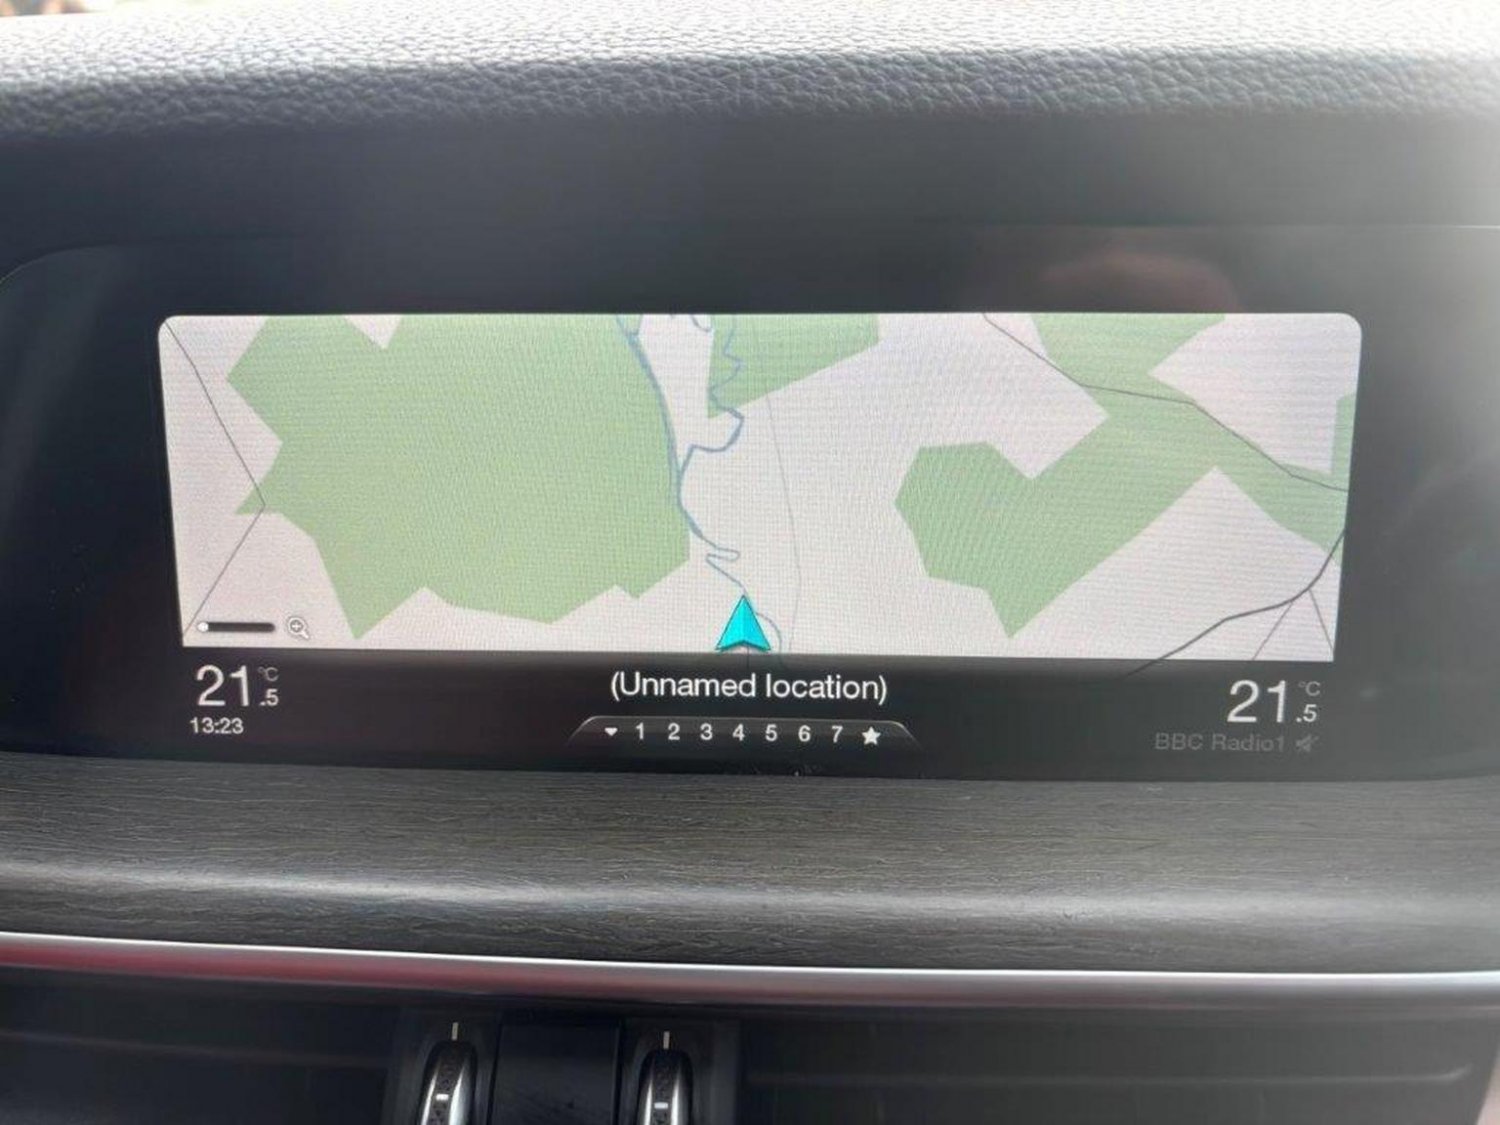 21.5 °C
13:23
(Unnamed location)
1 2 3 4 5 6 7
21.5 °C
BBC Radio1